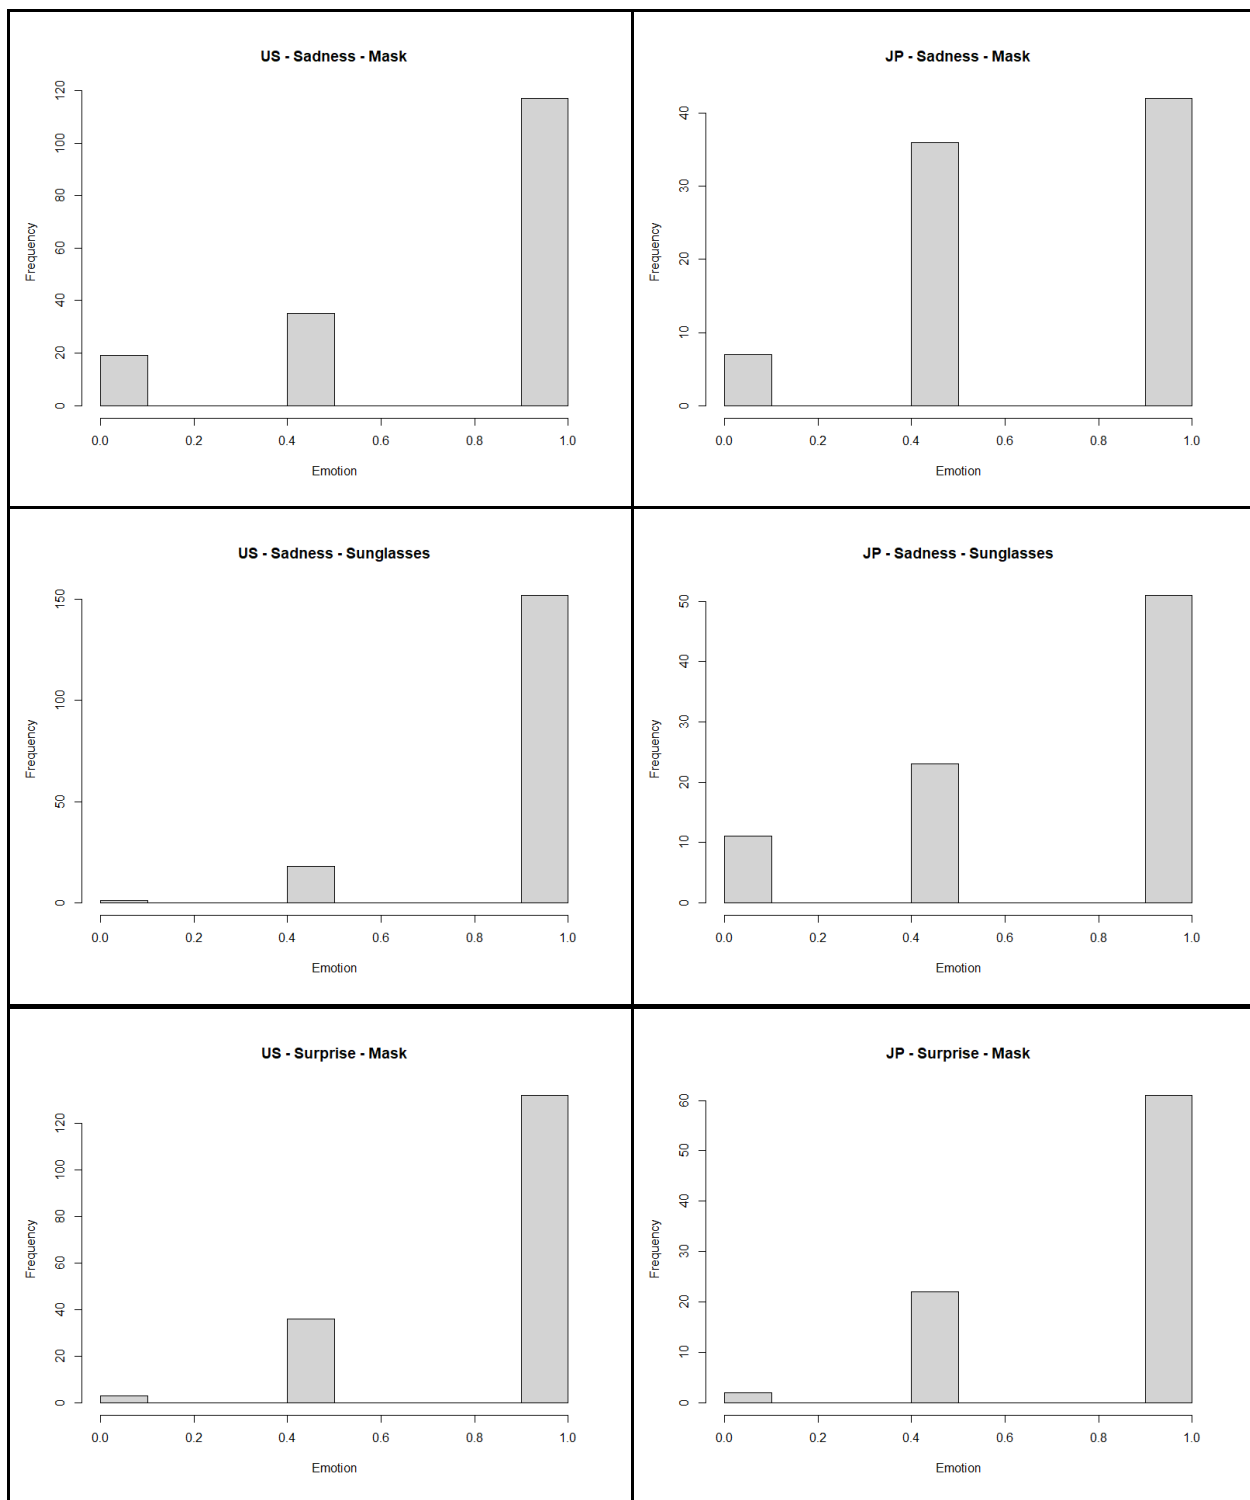 US - Sadness - Mask
Frequency
0 20 40 60 80 100 120
0.0 0.2 0.4 0.6 0.8 1.0
Emotion
JP - Sadness - Mask
Frequency
0 10 20 30 40
0.0 0.2 0.4 0.6 0.8 1.0
Emotion
US - Sadness - Sunglasses
Frequency
0 50 100 150
0.0 0.2 0.4 0.6 0.8 1.0
Emotion
JP - Sadness - Sunglasses
Frequency
0 10 20 30 40 50
0.0 0.2 0.4 0.6 0.8 1.0
Emotion
US - Surprise - Mask
Frequency
0 20 40 60 80 100 120
0.0 0.2 0.4 0.6 0.8 1.0
Emotion
JP - Surprise - Mask
Frequency
0 10 20 30 40 50 60
0.0 0.2 0.4 0.6 0.8 1.0
Emotion